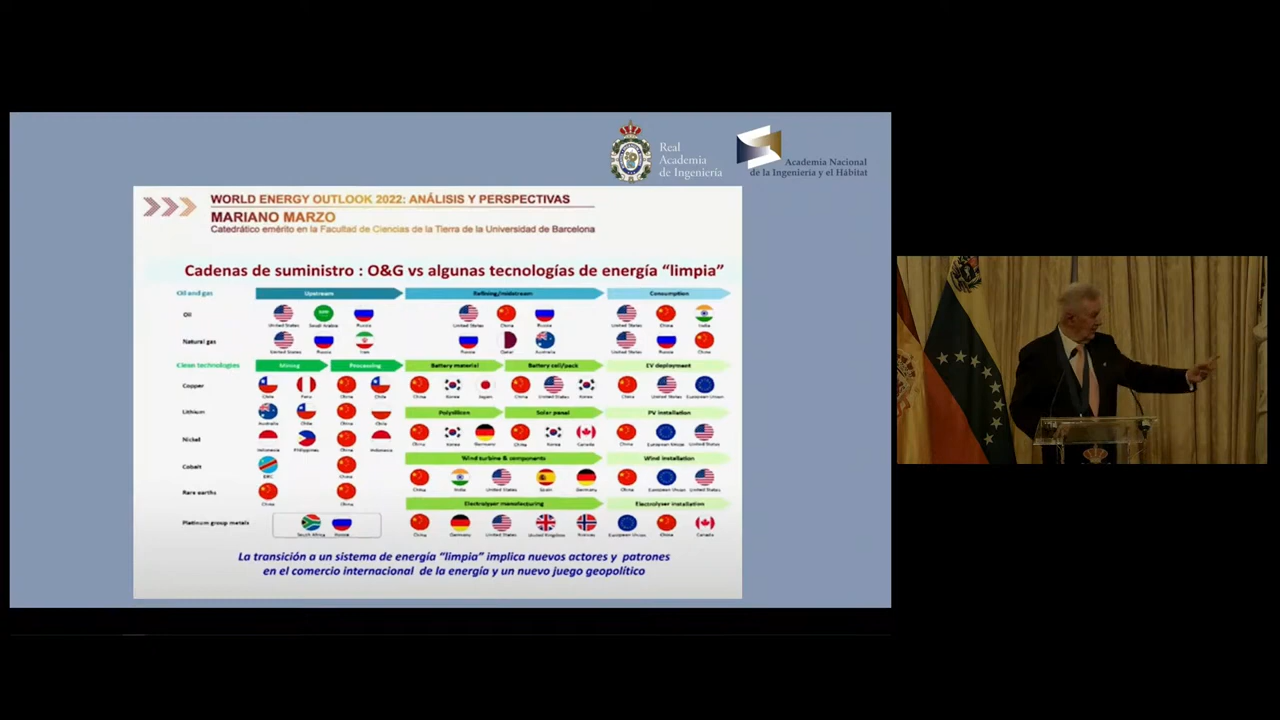 Real
Academia
de Ingeniería
Academia Nacional
de la Ingeniería y el Hábitat
WORLD ENERGY OUTLOOK 2022: ANÁLISIS Y PERSPECTIVAS
MARIANO MARZO
Catedrático emérito en la Facultad de Ciencias de la Tierra de la Universidad de Barcelona
Cadenas de suministro : O&G vs algunas tecnologías de energía “limpia”
Oil and gas Upstream Refining/midstream Consumption
Oil
United States Saudi Arabia Russia United States China Russia United States China India
Natural gas
United States Russia Iran Russia Qatar Australia United States Russia China
Clean technologies Mining Processing Battery material Battery cell/pack EV deployment
Copper
Chile Peru China Chile China Korea Japan China United States Korea China United States European Union
Lithium Polysilicon Solar panel PV installation
Australia Chile China Chile
Nickel
Indonesia Philippines China Indonesia China Korea Germany China Korea Canada China European Union United States
Wind turbine & components Wind installation
Cobalt
DRC China China India United States Spain Germany China European Union United States
Rare earths
China China
Electrolyser manufacturing Electrolyser installation
Platinum group metals
South Africa Russia China Germany United States United Kingdom Norway European Union China Canada
La transición a un sistema de energía “limpia” implica nuevos actores y patrones
en el comercio internacional de la energía y un nuevo juego geopolítico